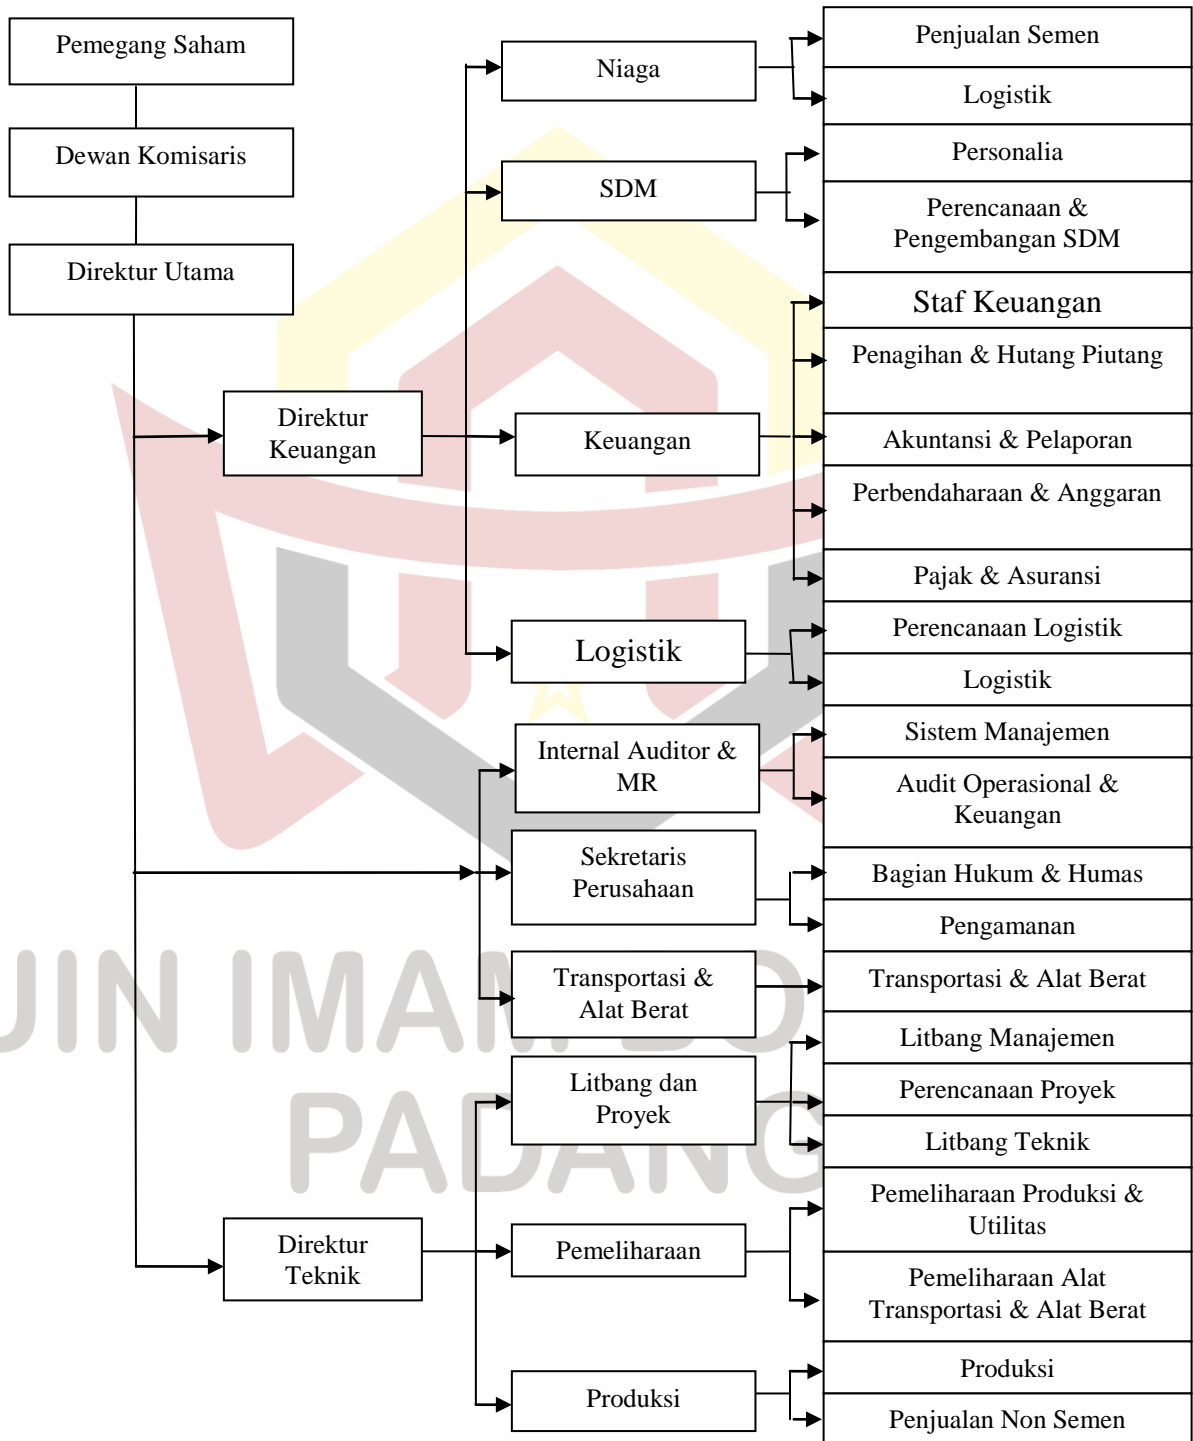 Pemegang Saham
Dewan Komisaris
Direktur Utama
Direktur
Keuangan
Direktur
Teknik
Niaga
SDM
Keuangan
Logistik
Internal Auditor &
MR
Sekretaris
Perusahaan
Transportasi &
Alat Berat
Litbang dan
Proyek
Pemeliharaan
Produksi
Penjualan Semen
Logistik
Personalia
Perencanaan &
Pengembangan SDM
Staf Keuangan
Penagihan & Hutang Piutang
Akuntansi & Pelaporan
Perbendaharaan & Anggaran
Pajak & Asuransi
Perencanaan Logistik
Logistik
Sistem Manajemen
Audit Operasional &
Keuangan
Bagian Hukum & Humas
Pengamanan
Transportasi & Alat Berat
Litbang Manajemen
Perencanaan Proyek
Litbang Teknik
Pemeliharaan Produksi &
Utilitas
Pemeliharaan Alat
Transportasi & Alat Berat
Produksi
Penjualan Non Semen
UIN IMAM BO
PADANG